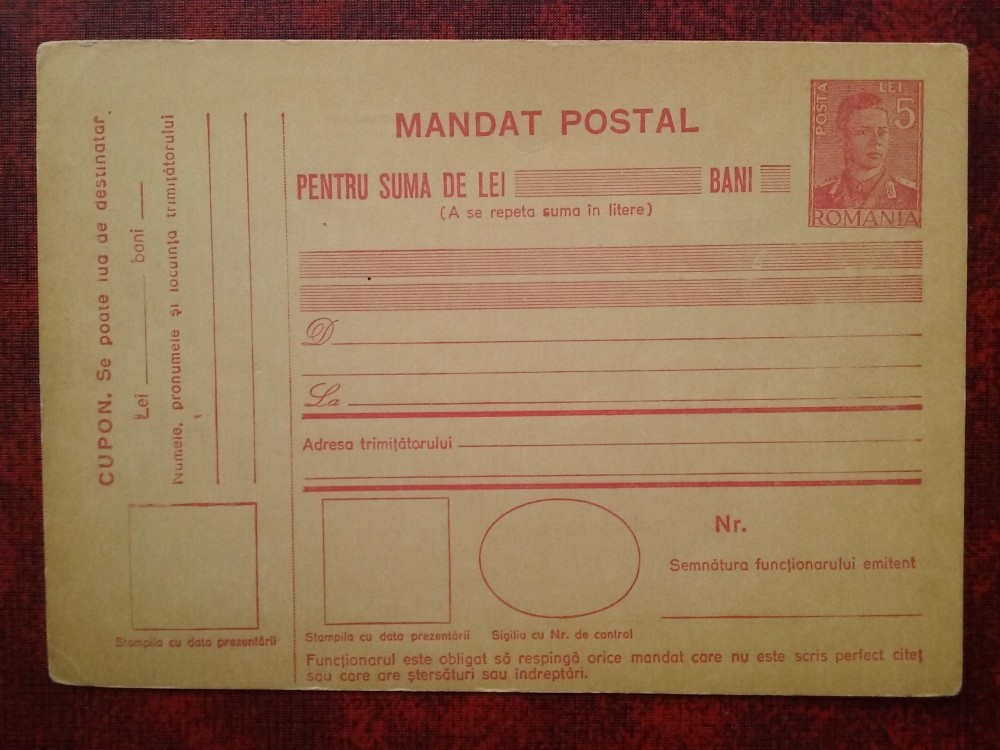 CUPON. Se poate lua de destinatar.
Lei bani
Numele, pronumele și locuința trimițătorului
Stampila cu data prezentării
MANDAT POSTAL
PENTRU SUMA DE LEI BANI
(A se repeta suma în litere)
POSTA LEI 5
ROMANIA
D
La
Adresa trimițătorului
Nr.
Semnătura funcționarului emitent
Stampila cu data prezentării Sigiliu cu Nr. de control
Funcționarul este obligat să respingă orice mandat care nu este scris perfect citeț
sau care are ștersături sau îndreptări.